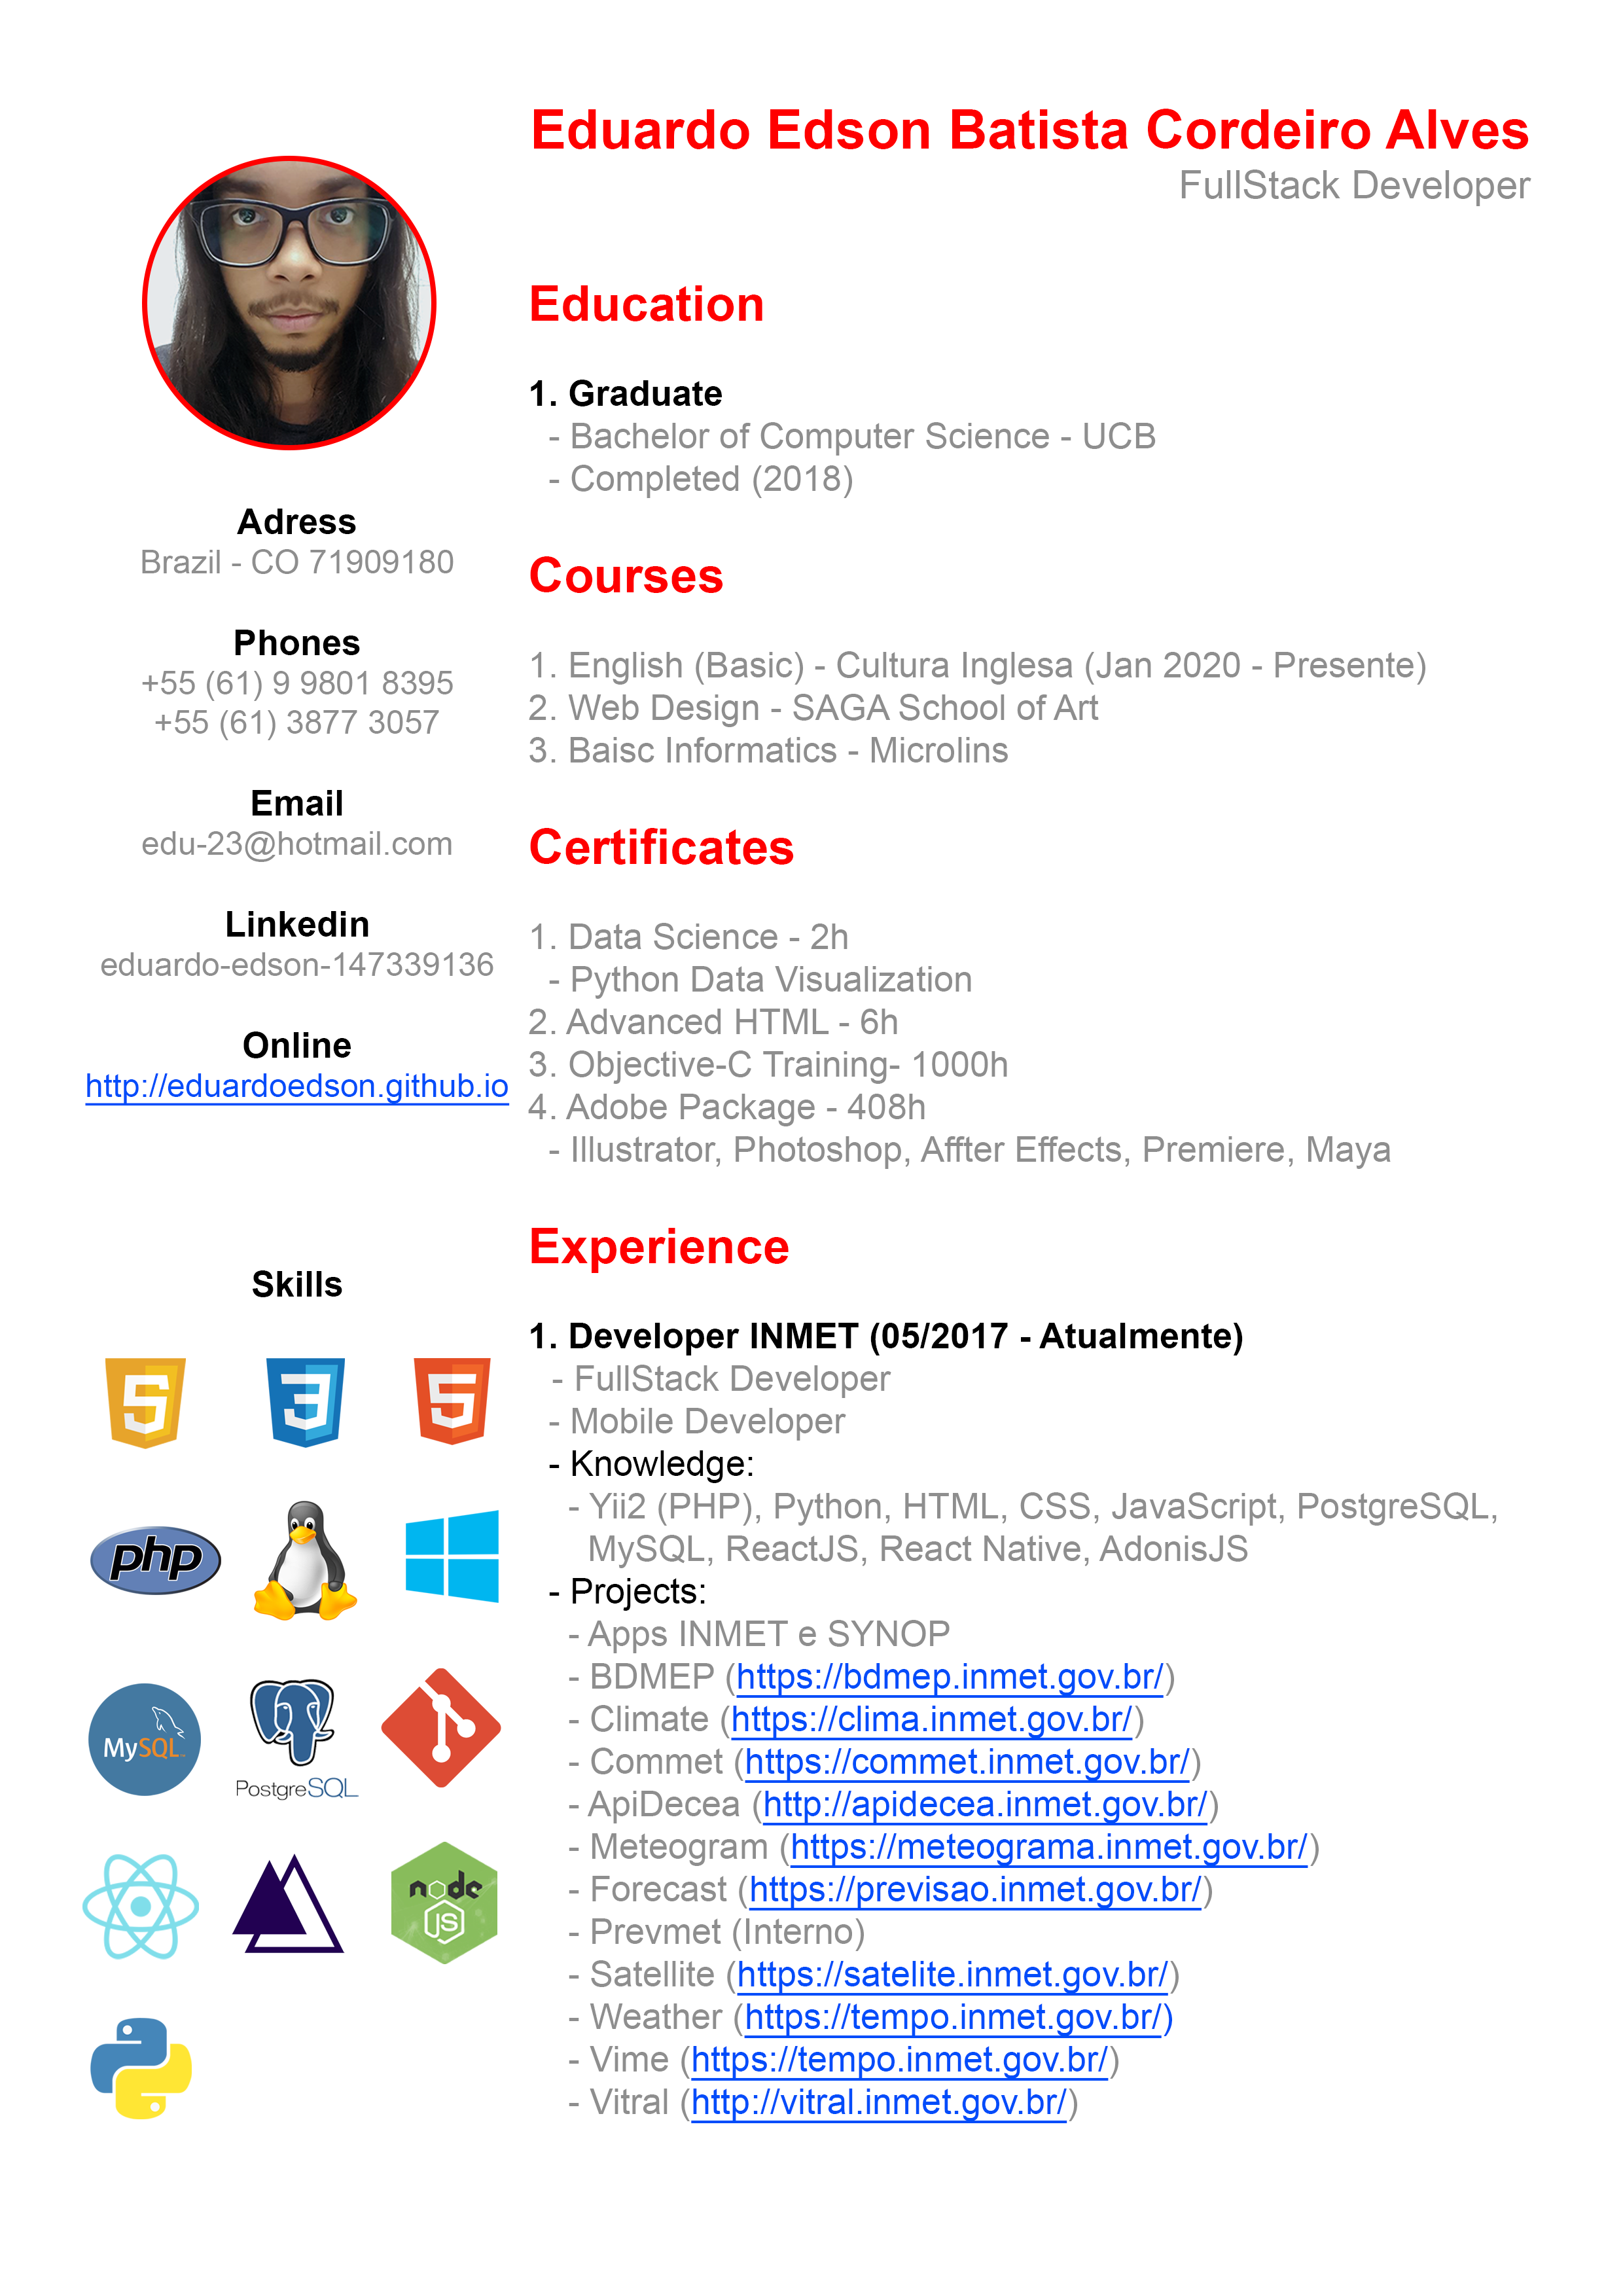 Eduardo Edson Batista Cordeiro Alves
FullStack Developer
Adress
Brazil - CO 71909180
Phones
+55 (61) 9 9801 8395
+55 (61) 3877 3057
Email
edu-23@hotmail.com
Linkedin
eduardo-edson-147339136
Online
http://eduardoedson.github.io
Skills
5 3 5
php
MySQL
PostgreSQL
node
JS
Education
1. Graduate
- Bachelor of Computer Science - UCB
- Completed (2018)
Courses
1. English (Basic) - Cultura Inglesa (Jan 2020 - Presente)
2. Web Design - SAGA School of Art
3. Baisc Informatics - Microlins
Certificates
1. Data Science - 2h
- Python Data Visualization
2. Advanced HTML - 6h
3. Objective-C Training- 1000h
4. Adobe Package - 408h
- Illustrator, Photoshop, Affter Effects, Premiere, Maya
Experience
1. Developer INMET (05/2017 - Atualmente)
- FullStack Developer
- Mobile Developer
- Knowledge:
- Yii2 (PHP), Python, HTML, CSS, JavaScript, PostgreSQL,
MySQL, ReactJS, React Native, AdonisJS
- Projects:
- Apps INMET e SYNOP
- BDMEP (https://bdmep.inmet.gov.br/)
- Climate (https://clima.inmet.gov.br/)
- Commet (https://commet.inmet.gov.br/)
- ApiDecea (http://apidecea.inmet.gov.br/)
- Meteogram (https://meteograma.inmet.gov.br/)
- Forecast (https://previsao.inmet.gov.br/)
- Prevmet (Interno)
- Satellite (https://satelite.inmet.gov.br/)
- Weather (https://tempo.inmet.gov.br/)
- Vime (https://tempo.inmet.gov.br/)
- Vitral (http://vitral.inmet.gov.br/)